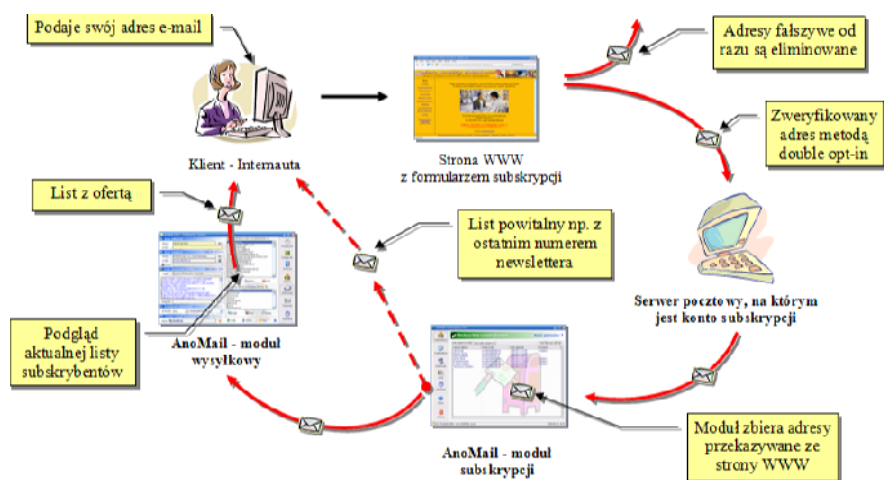 Podaje swój adres e-mail
Adresy fałszywe od
razu są eliminowane
Zweryfikowany
adres metodą
double opt-in
Klient - Internauta
Strona WWW
z formularzem subskrypcji
List z ofertą
List powitalny np. z
ostatnim numerem
newslettera
Serwer pocztowy, na którym
jest konto subskrypcji
Podgląd
aktualnej listy
subskrybentów
AnoMail - moduł
wysyłkowy
AnoMail - moduł
subskrypcji
Moduł zbiera adresy
przekazywane ze
strony WWW